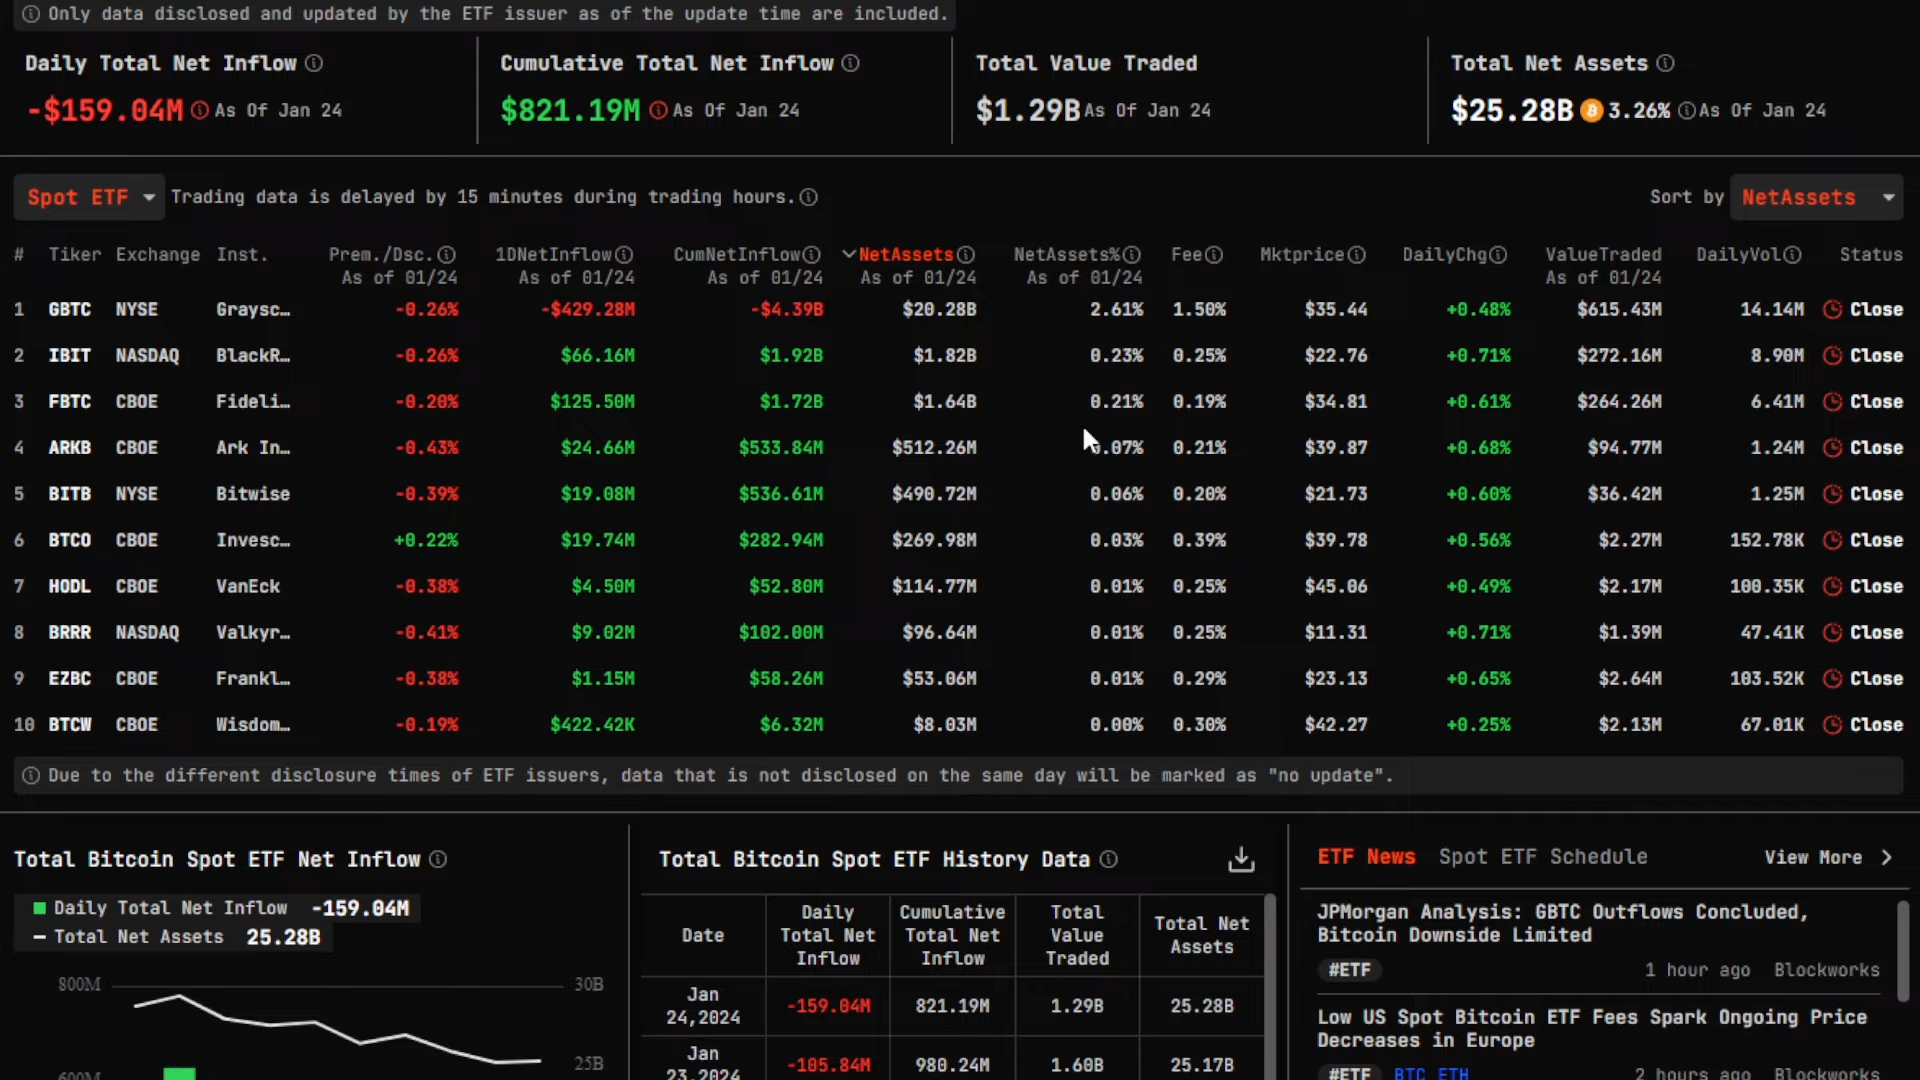 Only data disclosed and updated by the ETF issuer as of the update time are included.
Daily Total Net Inflow
-$159.04M As Of Jan 24
Cumulative Total Net Inflow
$821.19M As Of Jan 24
Total Value Traded
$1.29B As Of Jan 24
Total Net Assets
$25.28B 3.26% As Of Jan 24
Spot ETF Trading data is delayed by 15 minutes during trading hours. Sort by NetAssets
# Tiker Exchange Inst. Prem./Dsc. 1DNetInflow CumNetInflow NetAssets NetAssets% Fee Mktprice DailyChg ValueTraded DailyVol Status
As of 01/24 As of 01/24 As of 01/24 As of 01/24 As of 01/24 As of 01/24
1 GBTC NYSE Graysc… -0.26% -$429.28M -$4.39B $20.28B 2.61% 1.50% $35.44 +0.48% $615.43M 14.14M Close
2 IBIT NASDAQ BlackR… -0.26% $66.16M $1.92B $1.82B 0.23% 0.25% $22.76 +0.71% $272.16M 8.90M Close
3 FBTC CBOE Fideli… -0.20% $125.50M $1.72B $1.64B 0.21% 0.19% $34.81 +0.61% $264.26M 6.41M Close
4 ARKB CBOE Ark In… -0.43% $24.66M $533.84M $512.26M 0.07% 0.21% $39.87 +0.68% $94.77M 1.24M Close
5 BITB NYSE Bitwise -0.39% $19.08M $536.61M $490.72M 0.06% 0.20% $21.73 +0.60% $36.42M 1.25M Close
6 BTCO CBOE Invesc… +0.22% $19.74M $282.94M $269.98M 0.03% 0.39% $39.78 +0.56% $2.27M 152.78K Close
7 HODL CBOE VanEck -0.38% $4.50M $52.80M $114.77M 0.01% 0.25% $45.06 +0.49% $2.17M 100.35K Close
8 BRRR NASDAQ Valkyr… -0.41% $9.02M $102.00M $96.64M 0.01% 0.25% $11.31 +0.71% $1.39M 47.41K Close
9 EZBC CBOE Frankl… -0.38% $1.15M $58.26M $53.06M 0.01% 0.29% $23.13 +0.65% $2.64M 103.52K Close
10 BTCW CBOE Wisdom… -0.19% $422.42K $6.32M $8.03M 0.00% 0.30% $42.27 +0.25% $2.13M 67.01K Close
Due to the different disclosure times of ETF issuers, data that is not disclosed on the same day will be marked as "no update".
Total Bitcoin Spot ETF Net Inflow
Daily Total Net Inflow -159.04M
Total Net Assets 25.28B
800M 30B
25B
600M
Total Bitcoin Spot ETF History Data
Date
Daily Total Net Inflow
Cumulative Total Net Inflow
Total Value Traded
Total Net Assets
Jan 24,2024 -159.04M 821.19M 1.29B 25.28B
Jan 23,2024 -105.84M 980.24M 1.60B 25.17B
ETF News Spot ETF Schedule View More
JPMorgan Analysis: GBTC Outflows Concluded,
Bitcoin Downside Limited
#ETF 1 hour ago Blockworks
Low US Spot Bitcoin ETF Fees Spark Ongoing Price
Decreases in Europe
#ETF BTC ETH 2 hours ago Blockworks